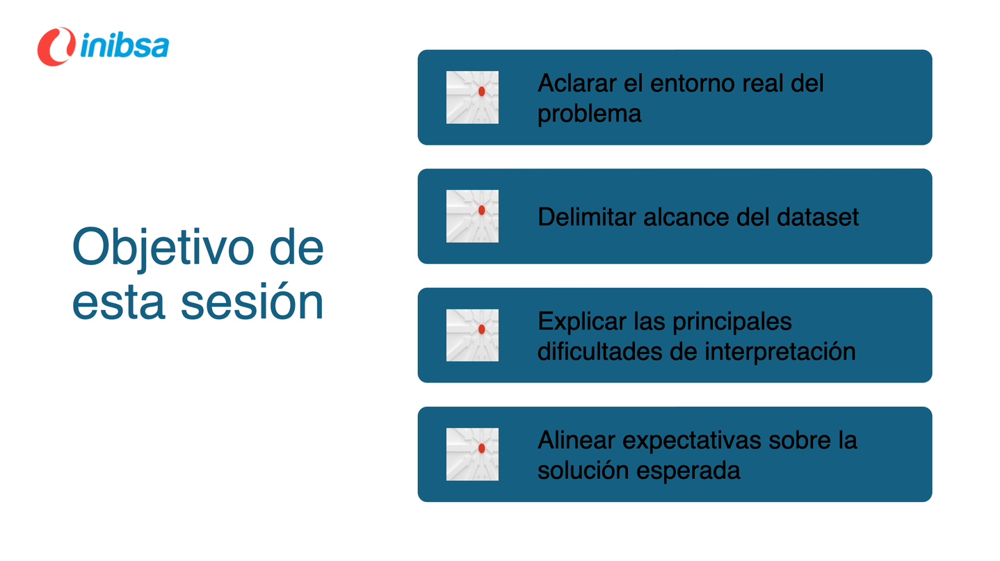 inibsa
Objetivo de
esta sesión
Aclarar el entorno real del
problema
Delimitar alcance del dataset
Explicar las principales
dificultades de interpretación
Alinear expectativas sobre la
solución esperada